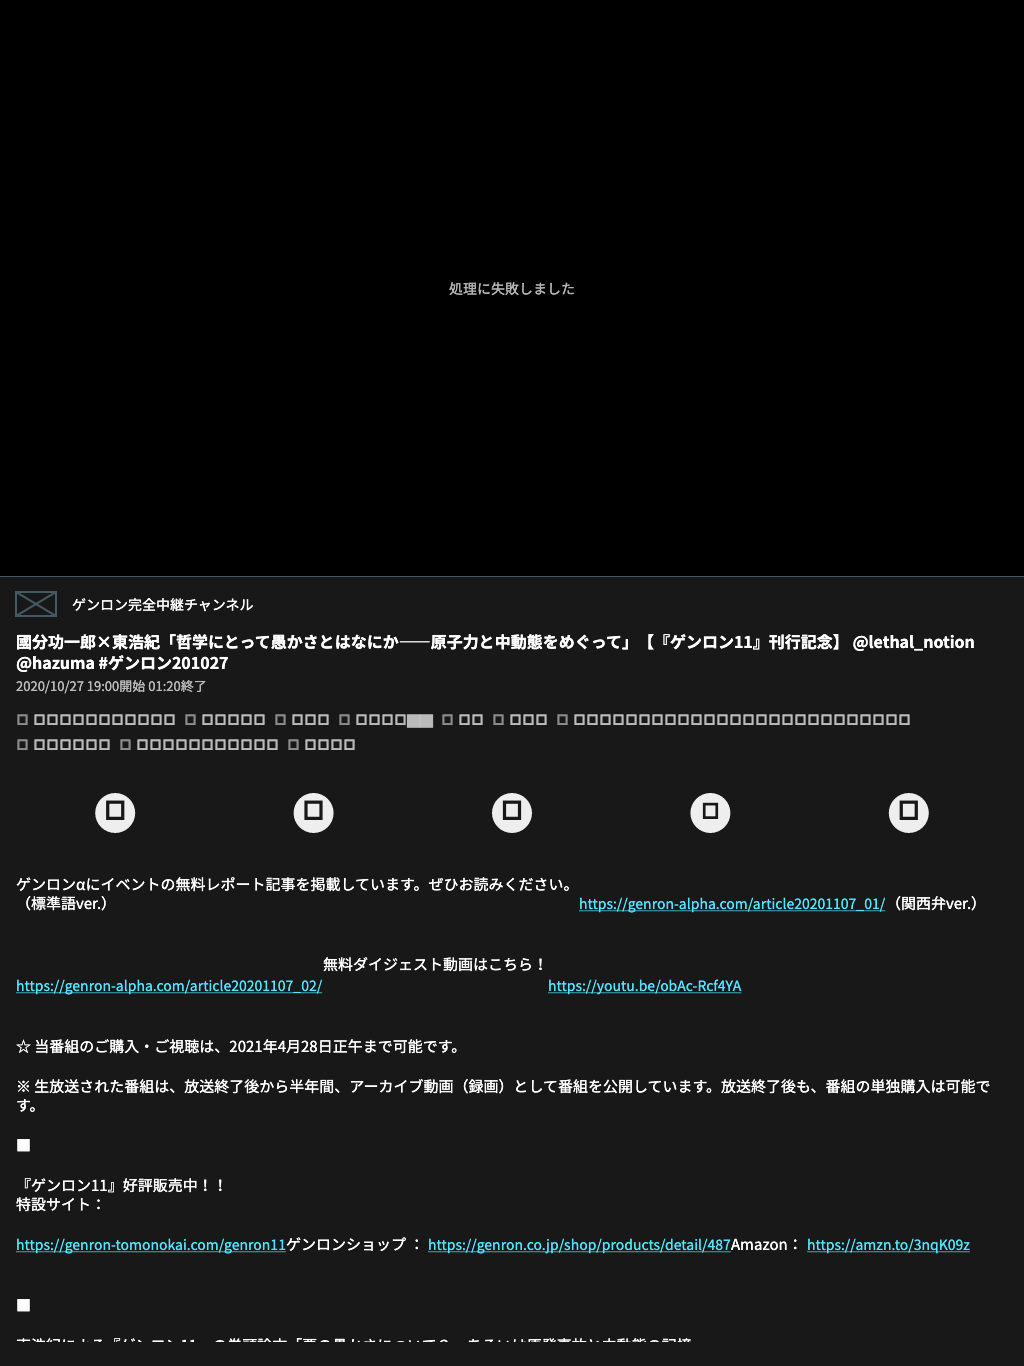 処理に失敗しました
ゲンロン完全中継チャンネル
國分功一郎×東浩紀「哲学にとって愚かさとはなにか――原子力と中動態をめぐって」【『ゲンロン11』刊行記念】 @lethal_notion
@hazuma #ゲンロン201027
2020/10/27 19:00開始 01:20終了
ゲンロンαにイベントの無料レポート記事を掲載しています。ぜひお読みください。
（標準語ver.） https://genron-alpha.com/article20201107_01/（関西弁ver.）
https://genron-alpha.com/article20201107_02/ 無料ダイジェスト動画はこちら！ https://youtu.be/obAc-Rcf4YA
☆ 当番組のご購入・ご視聴は、2021年4月28日正午まで可能です。
※ 生放送された番組は、放送終了後から半年間、アーカイブ動画（録画）として番組を公開しています。放送終了後も、番組の単独購入は可能で
す。
■
『ゲンロン11』好評販売中！！
特設サイト：
https://genron-tomonokai.com/genron11ゲンロンショップ ： https://genron.co.jp/shop/products/detail/487Amazon： https://amzn.to/3nqK09z
■